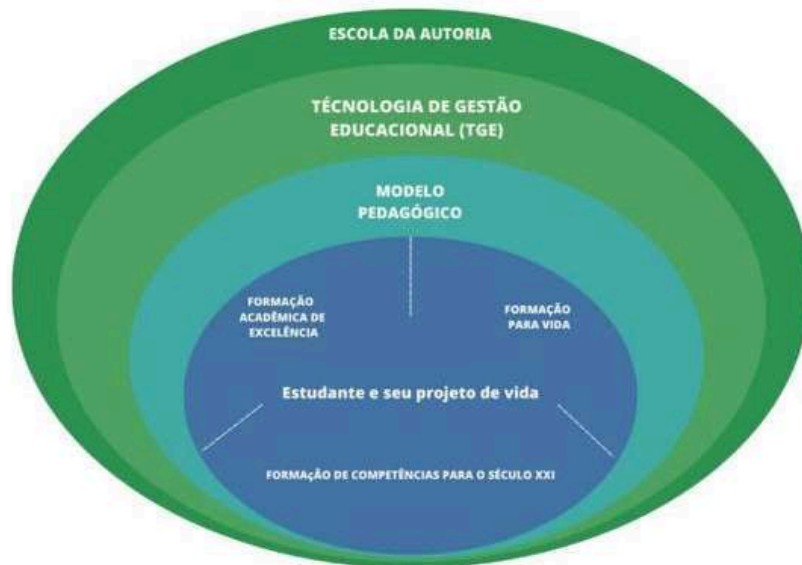 ESCOLA DA AUTORIA
TÉCNOLOGIA DE GESTÃO
EDUCACIONAL (TGE)
MODELO
PEDAGÓGICO
FORMAÇÃO
ACADÊMICA DE
EXCELÊNCIA
FORMAÇÃO
PARA VIDA
Estudante e seu projeto de vida
FORMAçÃO DE COMPETÊNCIAS PARA O SÉCULO XXI